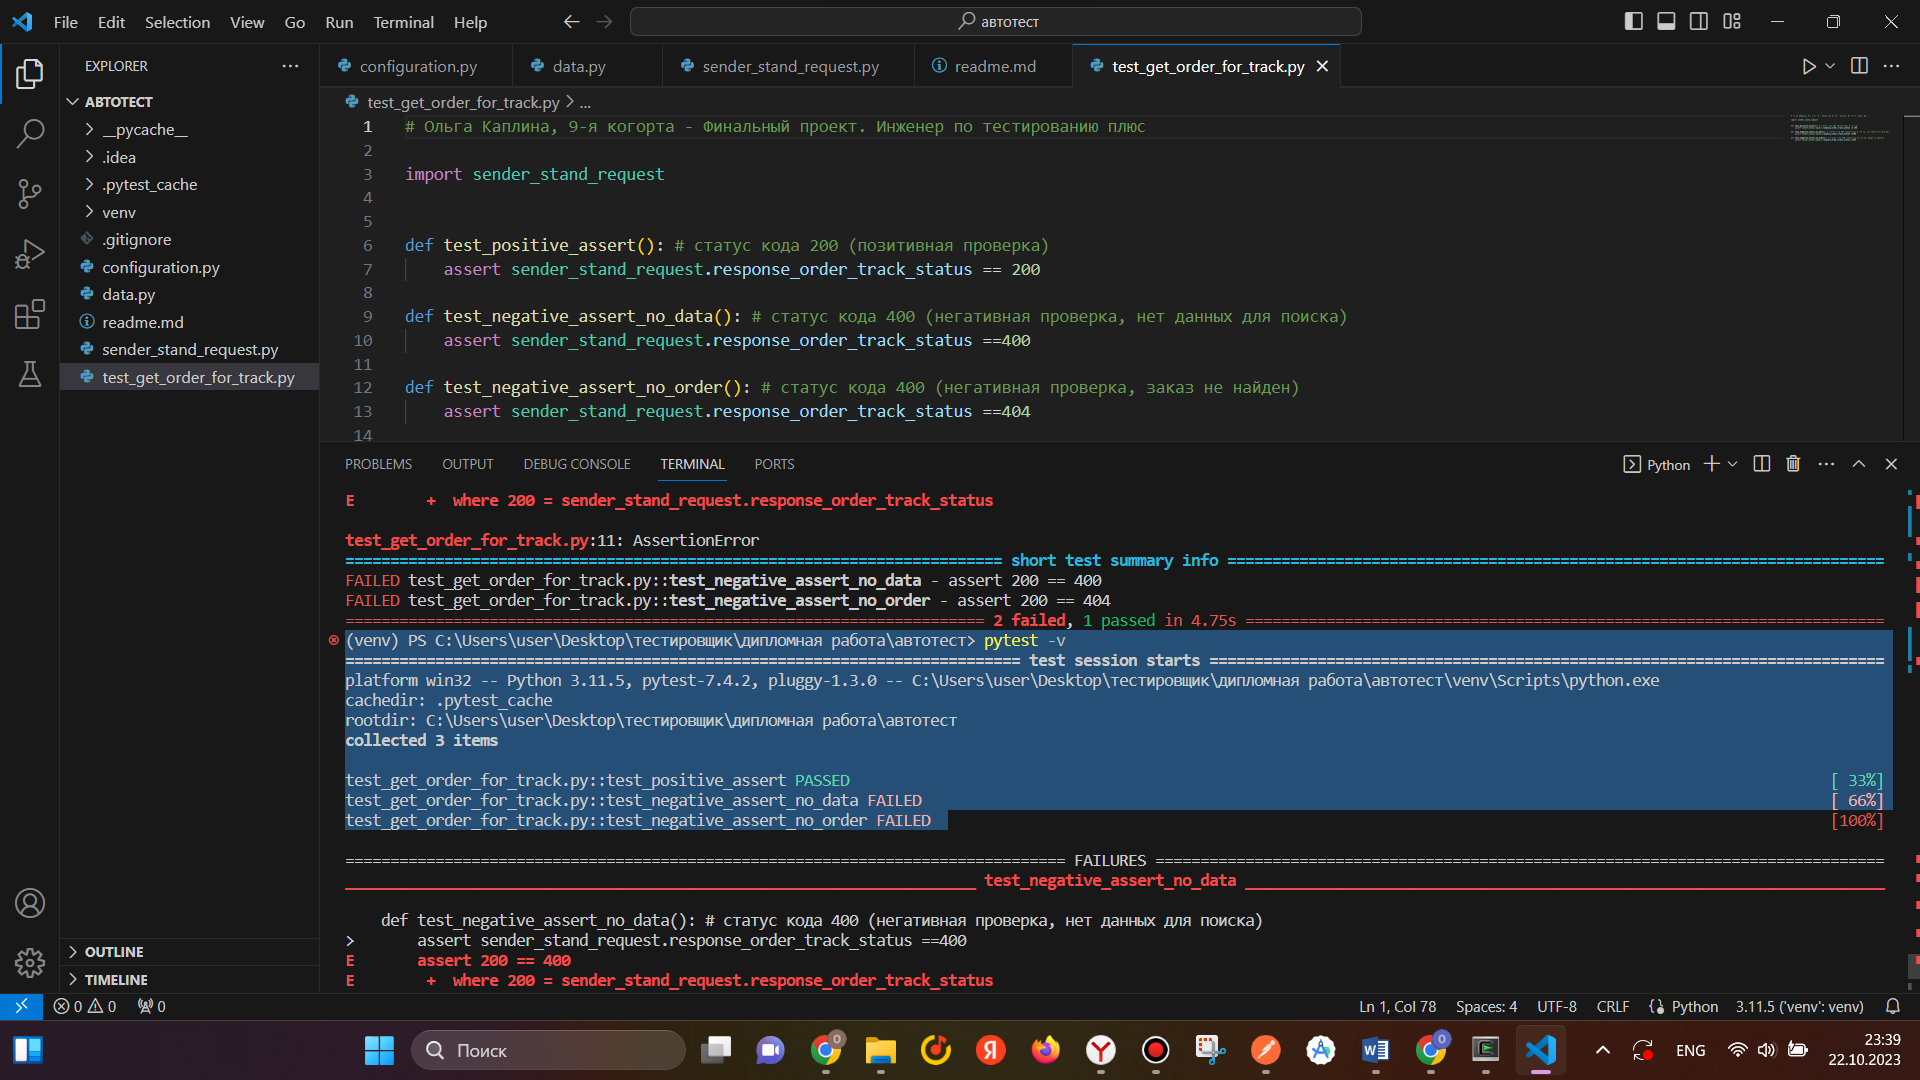 File Edit Selection View Go Run Terminal Help
автотест
EXPLORER
АВТОТЕСТ
__pycache__
.idea
.pytest_cache
venv
.gitignore
configuration.py
data.py
readme.md
sender_stand_request.py
test_get_order_for_track.py
OUTLINE
TIMELINE
configuration.py
data.py
sender_stand_request.py
readme.md
test_get_order_for_track.py
test_get_order_for_track.py > ...
1 # Ольга Каплина, 9-я когорта - Финальный проект. Инженер по тестированию плюс
2
3 import sender_stand_request
4
5
6 def test_positive_assert(): # статус кода 200 (позитивная проверка)
7 assert sender_stand_request.response_order_track_status == 200
8
9 def test_negative_assert_no_data(): # статус кода 400 (негативная проверка, нет данных для поиска)
10 assert sender_stand_request.response_order_track_status ==400
11
12 def test_negative_assert_no_order(): # статус кода 400 (негативная проверка, заказ не найден)
13 assert sender_stand_request.response_order_track_status ==404
14
PROBLEMS OUTPUT DEBUG CONSOLE TERMINAL PORTS
Python
E + where 200 = sender_stand_request.response_order_track_status
test_get_order_for_track.py:11: AssertionError
short test summary info
FAILED test_get_order_for_track.py::test_negative_assert_no_data - assert 200 == 400
FAILED test_get_order_for_track.py::test_negative_assert_no_order - assert 200 == 404
2 failed, 1 passed in 4.75s
(venv) PS C:\Users\user\Desktop\тестировщик\дипломная работа\автотест> pytest -v
test session starts
platform win32 -- Python 3.11.5, pytest-7.4.2, pluggy-1.3.0 -- C:\Users\user\Desktop\тестировщик\дипломная работа\автотест\venv\Scripts\python.exe
cachedir: .pytest_cache
rootdir: C:\Users\user\Desktop\тестировщик\дипломная работа\автотест
collected 3 items
test_get_order_for_track.py::test_positive_assert PASSED [ 33%]
test_get_order_for_track.py::test_negative_assert_no_data FAILED [ 66%]
test_get_order_for_track.py::test_negative_assert_no_order FAILED [100%]
FAILURES
test_negative_assert_no_data
def test_negative_assert_no_data(): # статус кода 400 (негативная проверка, нет данных для поиска)
> assert sender_stand_request.response_order_track_status ==400
E assert 200 == 400
E + where 200 = sender_stand_request.response_order_track_status
0 0 0
Ln 1, Col 78 Spaces: 4 UTF-8 CRLF Python 3.11.5 ('venv': venv)
Поиск
ENG
23:39
22.10.2023